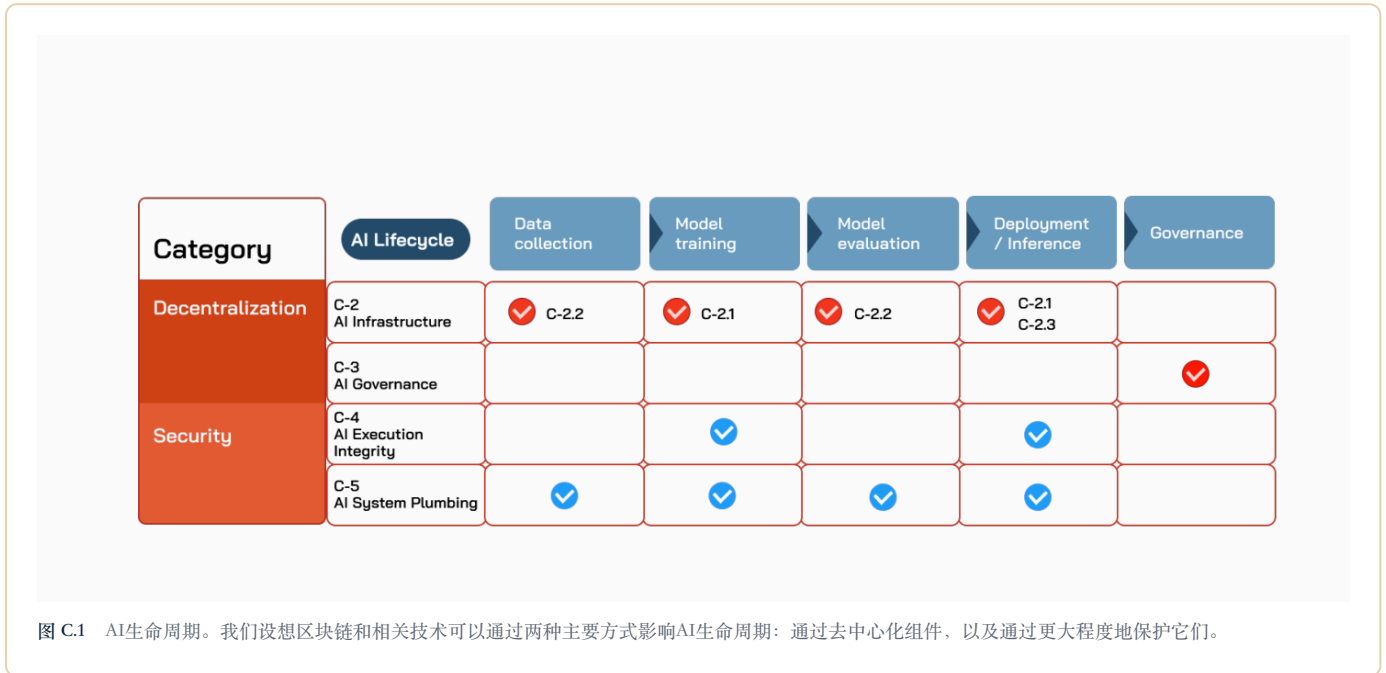 Category
AI Lifecycle
Data
collection
Model
training
Model
evaluation
Deployment
/ Inference
Governance
Decentralization
C-2
AI Infrastructure
C-2.2
C-2.1
C-2.2
C-2.1
C-2.3
C-3
AI Governance
Security
C-4
AI Execution
Integrity
C-5
AI System Plumbing
图 C.1 AI生命周期。我们设想区块链和相关技术可以通过两种主要方式影响AI生命周期：通过去中心化组件，以及通过更大程度地保护它们。